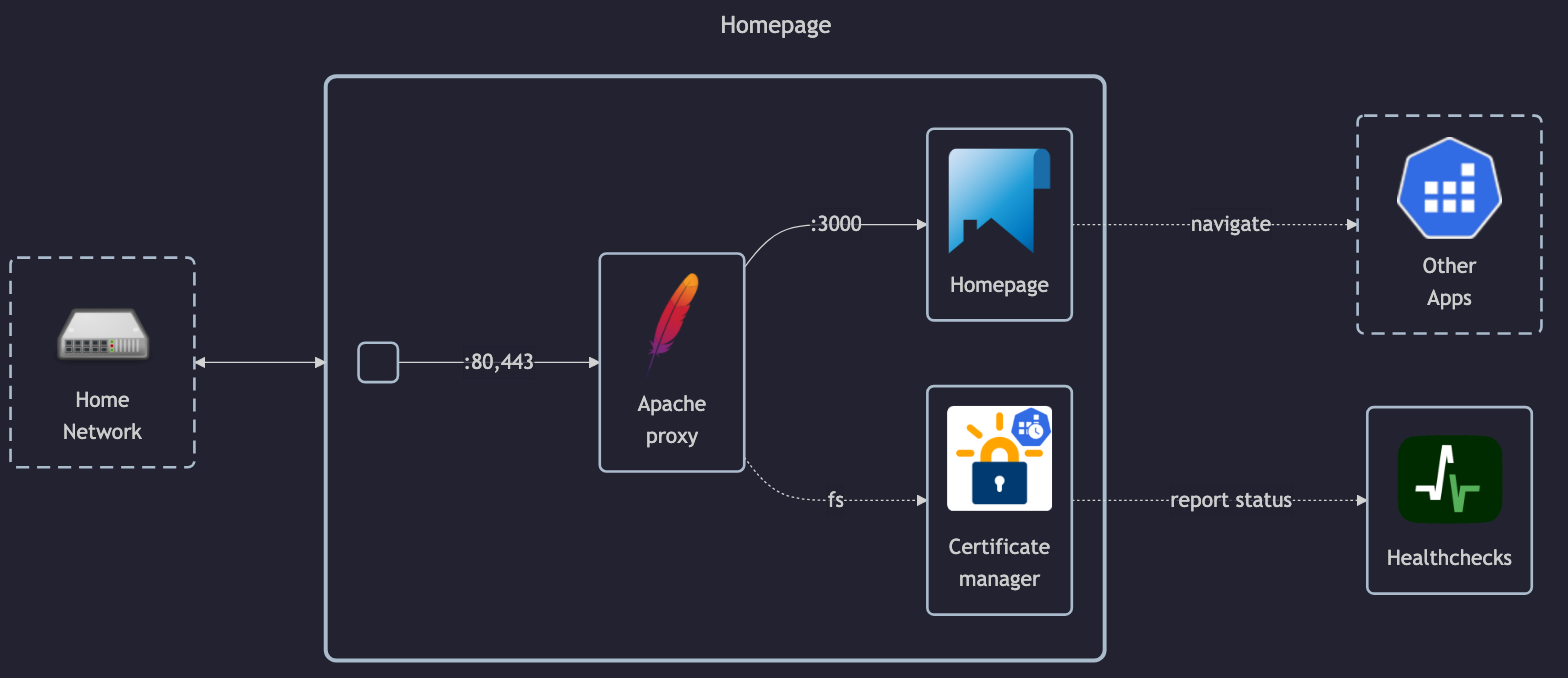 Homepage
Home
Network
:80,443
Apache
proxy
:3000
Homepage
navigate
Other
Apps
fs
Certificate
manager
report status
Healthchecks